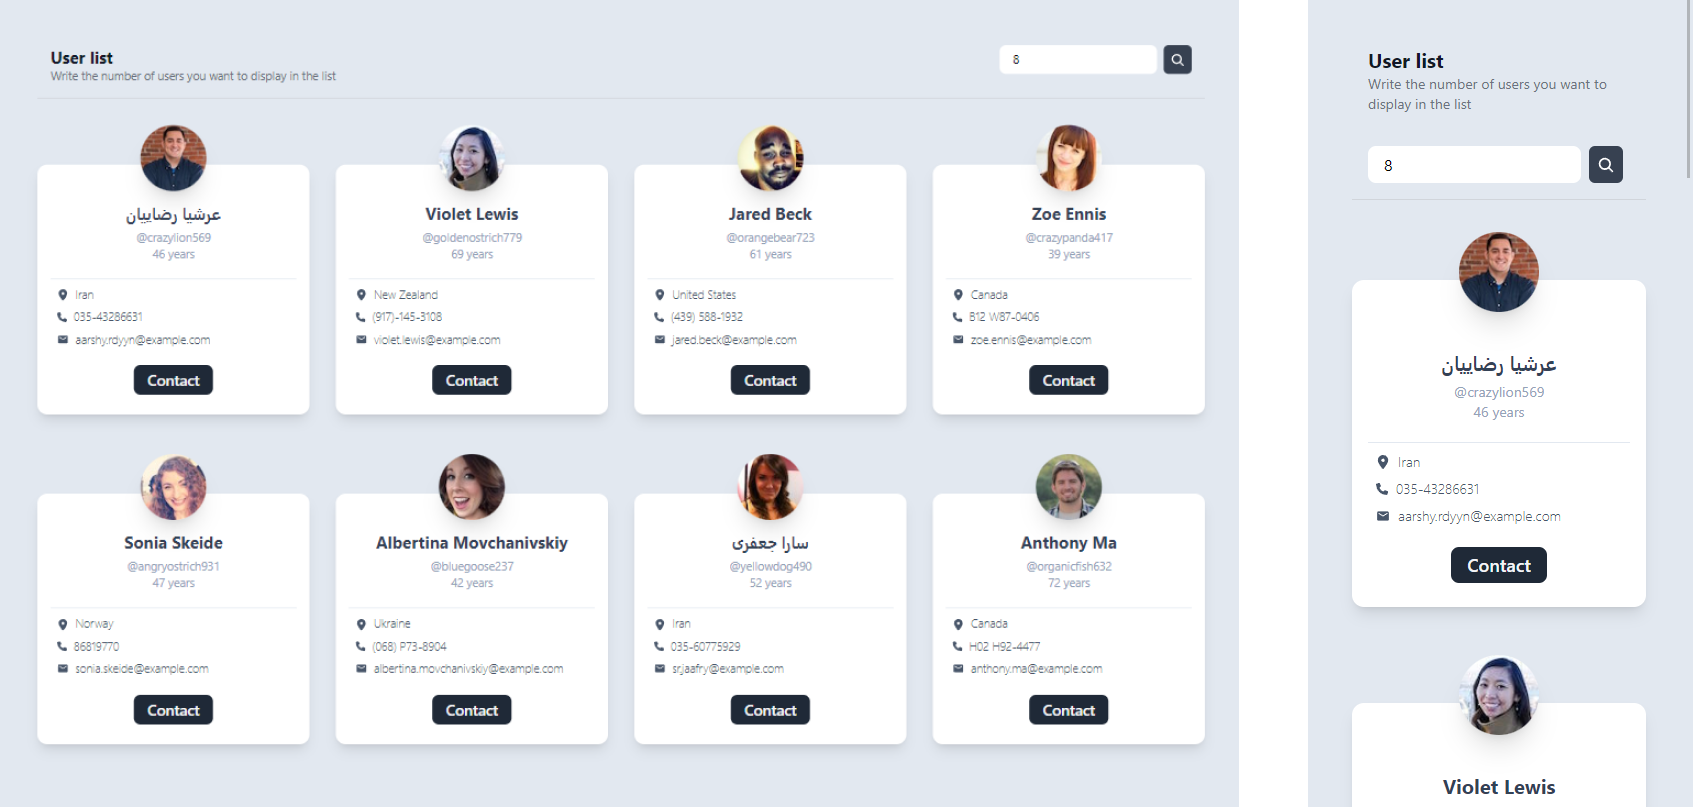 User list
Write the number of users you want to display in the list
8
عرشیا رضاییان
@crazylion569
46 years
Iran
035-43286631
aarshy.rdyyn@example.com
Contact
Violet Lewis
@goldenostrich779
69 years
New Zealand
(917)-145-3108
violet.lewis@example.com
Contact
Jared Beck
@orangebear723
61 years
United States
(439) 588-1932
jared.beck@example.com
Contact
Zoe Ennis
@crazypanda417
39 years
Canada
B12 W87-0406
zoe.ennis@example.com
Contact
Sonia Skeide
@angryostrich931
47 years
Norway
86819770
sonia.skeide@example.com
Contact
Albertina Movchanivskiy
@bluegoose237
42 years
Ukraine
(068) P73-8904
albertina.movchanivskiy@example.com
Contact
سارا جعفری
@yellowdog490
52 years
Iran
035-60775929
sr.jaafry@example.com
Contact
Anthony Ma
@organicfish632
72 years
Canada
H02 H92-4477
anthony.ma@example.com
Contact
User list
Write the number of users you want to
display in the list
8
عرشیا رضاییان
@crazylion569
46 years
Iran
035-43286631
aarshy.rdyyn@example.com
Contact
Violet Lewis